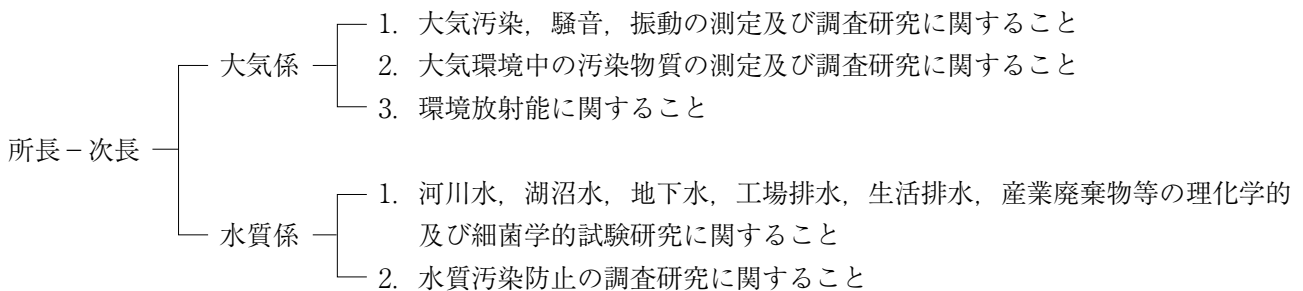 1. 大気汚染，騒音，振動の測定及び調査研究に関すること
大気係
2. 大気環境中の汚染物質の測定及び調査研究に関すること
3. 環境放射能に関すること
所長－次長
1. 河川水，湖沼水，地下水，工場排水，生活排水，産業廃棄物等の理化学的
及び細菌学的試験研究に関すること
水質係
2. 水質汚染防止の調査研究に関すること